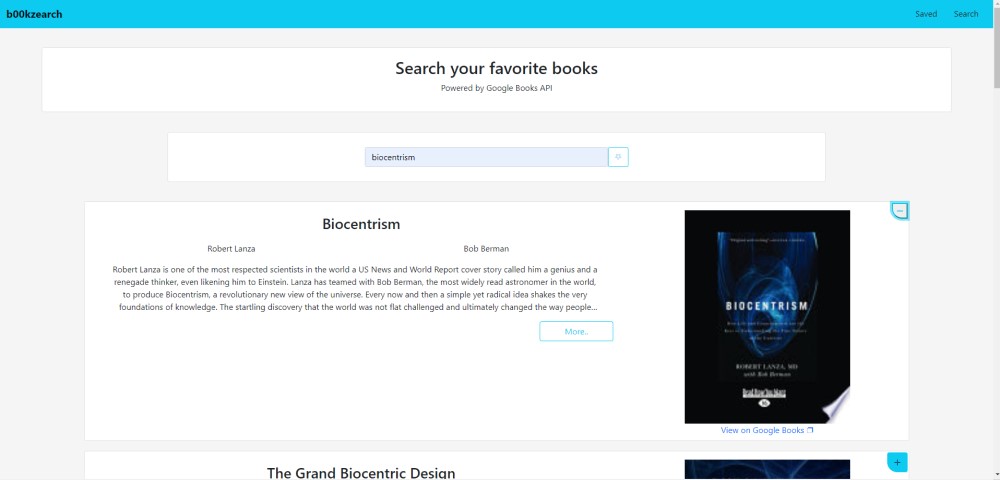 b00kzearch
Saved
Search
Search your favorite books
Powered by Google Books API
biocentrism
Biocentrism
Robert Lanza
Bob Berman
Robert Lanza is one of the most respected scientists in the world a US News and World Report cover story called him a genius and a
renegade thinker, even likening him to Einstein. Lanza has teamed with Bob Berman, the most widely read astronomer in the world,
to produce Biocentrism, a revolutionary new view of the universe. Every now and then a simple yet radical idea shakes the very
foundations of knowledge. The startling discovery that the world was not flat challenged and ultimately changed the way people...
More..
BIOCENTRISM
ROBERT LANZA, MD
with Bob Berman
Read How You Want
View on Google Books
The Grand Biocentric Design